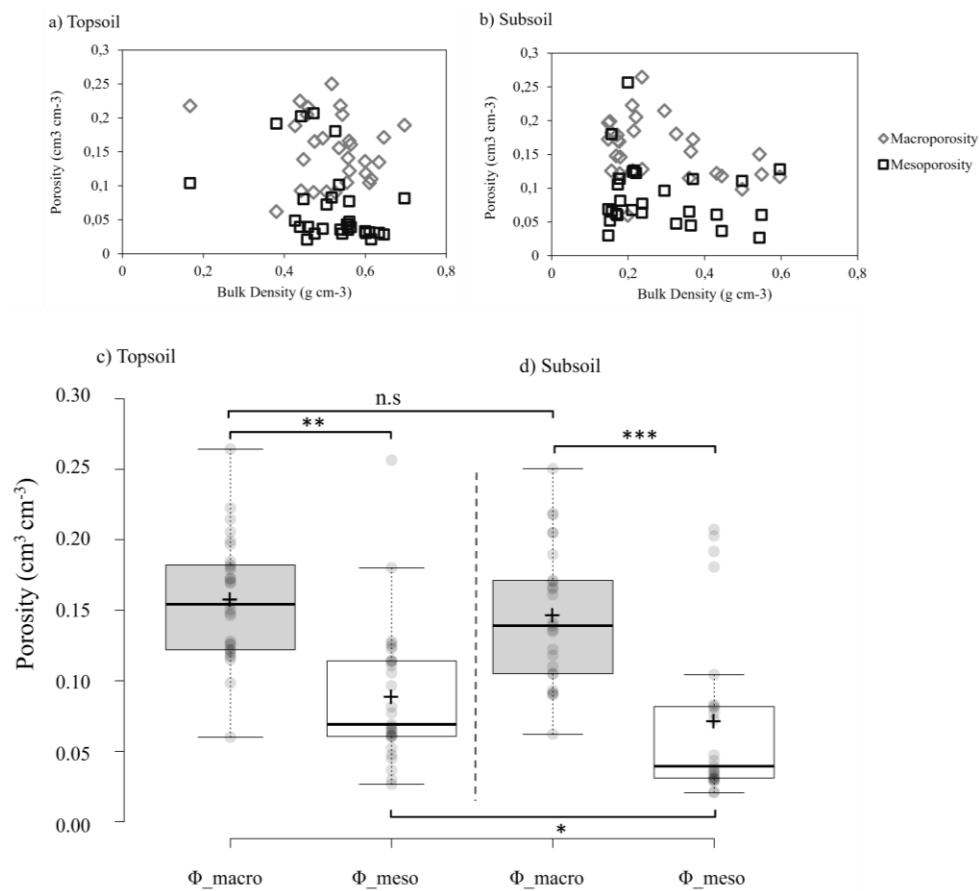 a) Topsoil
b) Subsoil
0,3
0,25
0,2
0,15
0,1
0,05
0
Porosity (cm3 cm-3)
0 0,2 0,4 0,6 0,8
Bulk Density (g cm-3)
0,3
0,25
0,2
0,15
0,1
0,05
0
Porosity (cm3 cm-3)
0 0,2 0,4 0,6 0,8
Bulk Density (g cm-3)
Macroporosity
Mesoporosity
c) Topsoil
d) Subsoil
0.30
0.25
0.20
0.15
0.10
0.05
0.00
Porosity (cm³ cm⁻³)
n.s
**
***
*
Φ_macro Φ_meso Φ_macro Φ_meso